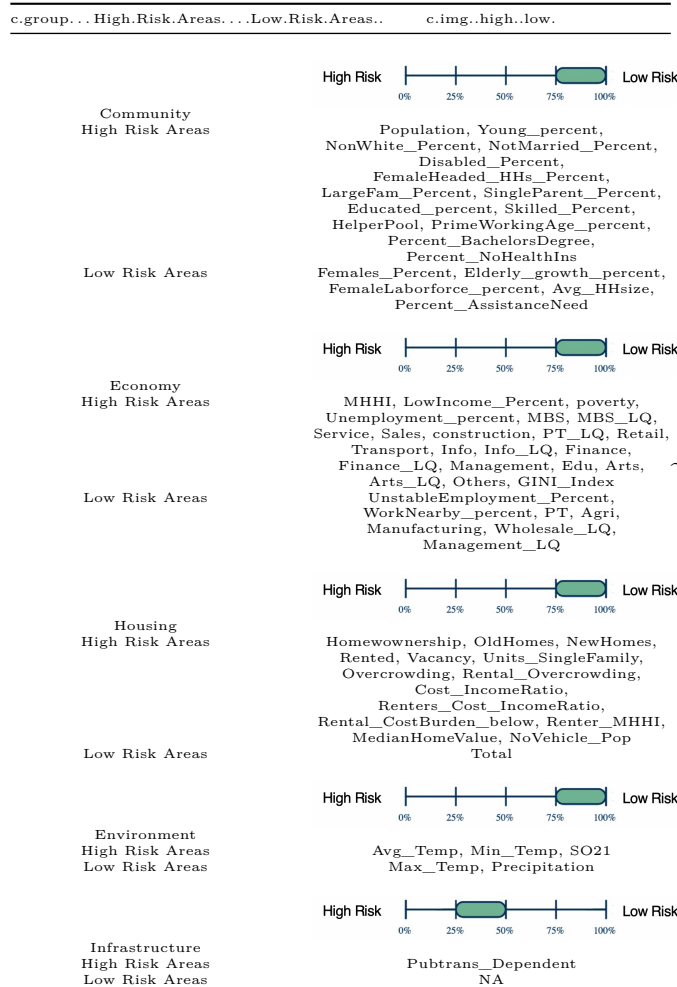 c.group...High.Risk.Areas....Low.Risk.Areas.. c.img..high..low.
High Risk Low Risk
0% 25% 50% 75% 100%
Community
High Risk Areas Population, Young_percent,
NonWhite_Percent, NotMarried_Percent,
Disabled_Percent,
FemaleHeaded_HHs_Percent,
LargeFam_Percent, SingleParent_Percent,
Educated_percent, Skilled_Percent,
HelperPool, PrimeWorkingAge_percent,
Percent_BachelorsDegree,
Percent_NoHealthIns
Low Risk Areas Females_Percent, Elderly_growth_percent,
FemaleLaborforce_percent, Avg_HHsize,
Percent_AssistanceNeed
High Risk Low Risk
0% 25% 50% 75% 100%
Economy
High Risk Areas MHHI, LowIncome_Percent, poverty,
Unemployment_percent, MBS, MBS_LQ,
Service, Sales, construction, PT_LQ, Retail,
Transport, Info, Info_LQ, Finance,
Finance_LQ, Management, Edu, Arts,
Arts_LQ, Others, GINI_Index
Low Risk Areas UnstableEmployment_Percent,
WorkNearby_percent, PT, Agri,
Manufacturing, Wholesale_LQ,
Management_LQ
High Risk Low Risk
0% 25% 50% 75% 100%
Housing
High Risk Areas Homewownership, OldHomes, NewHomes,
Rented, Vacancy, Units_SingleFamily,
Overcrowding, Rental_Overcrowding,
Cost_IncomeRatio,
Renters_Cost_IncomeRatio,
Rental_CostBurden_below, Renter_MHHI,
MedianHomeValue, NoVehicle_Pop
Low Risk Areas Total
High Risk Low Risk
0% 25% 50% 75% 100%
Environment
High Risk Areas Avg_Temp, Min_Temp, SO21
Low Risk Areas Max_Temp, Precipitation
High Risk Low Risk
0% 25% 50% 75% 100%
Infrastructure
High Risk Areas Pubtrans_Dependent
Low Risk Areas NA